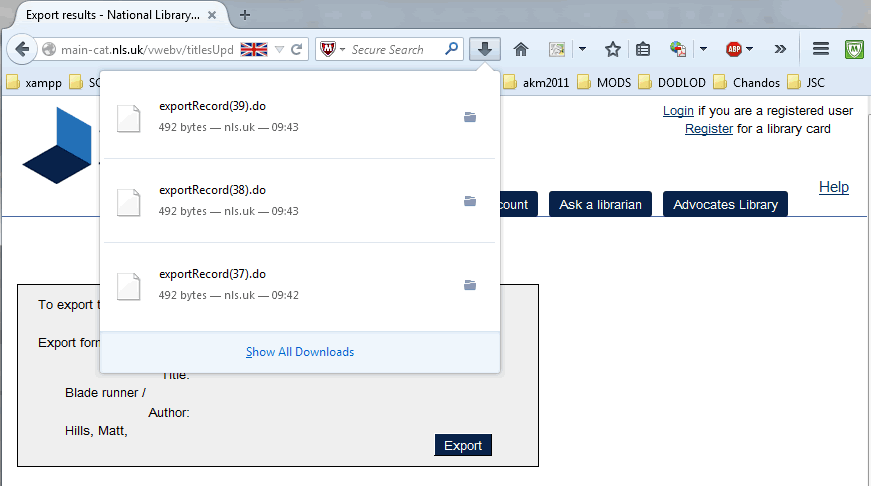 Export results - National Library...
main-cat.nls.uk/vwebv/titlesUpd
Secure Search
ABP
xampp
akm2011
MODS
DODLOD
Chandos
JSC
exportRecord(39).do
492 bytes — nls.uk — 09:43
exportRecord(38).do
492 bytes — nls.uk — 09:43
exportRecord(37).do
492 bytes — nls.uk — 09:42
Show All Downloads
Login if you are a registered user
Register for a library card
Help
count
Ask a librarian
Advocates Library
To export t
Export for
Title:
Blade runner /
Author:
Hills, Matt,
Export